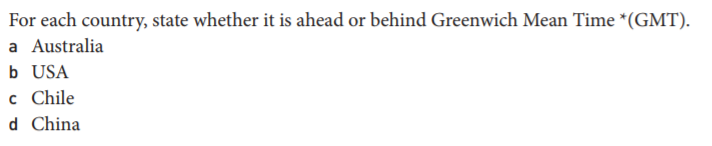 For each country, state whether it is ahead or behind Greenwich Mean Time *(GMT).
a Australia
b USA
c Chile
d China